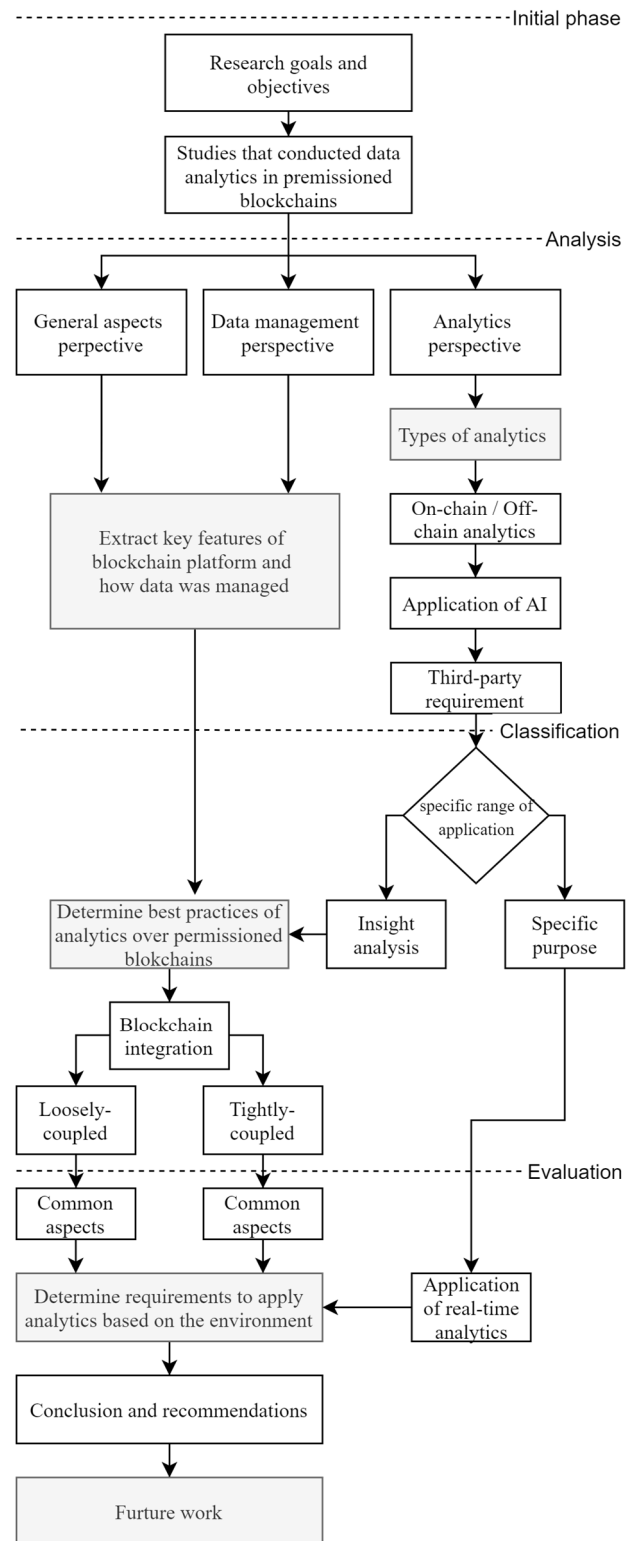 Initial phase
Research goals and
objectives
Studies that conducted data
analytics in premissioned
blockchains
Analysis
General aspects
perpective
Data management
perspective
Analytics
perspective
Types of analytics
On-chain / Off-
chain analytics
Extract key features of
blockchain platform and
how data was managed
Application of AI
Third-party
requirement
Classification
specific range of
application
Determine best practices of
analytics over permissioned
blokchains
Insight
analysis
Specific
purpose
Blockchain
integration
Loosely-
coupled
Tightly-
coupled
Evaluation
Common
aspects
Common
aspects
Determine requirements to apply
analytics based on the environment
Application
of real-time
analytics
Conclusion and recommendations
Furture work